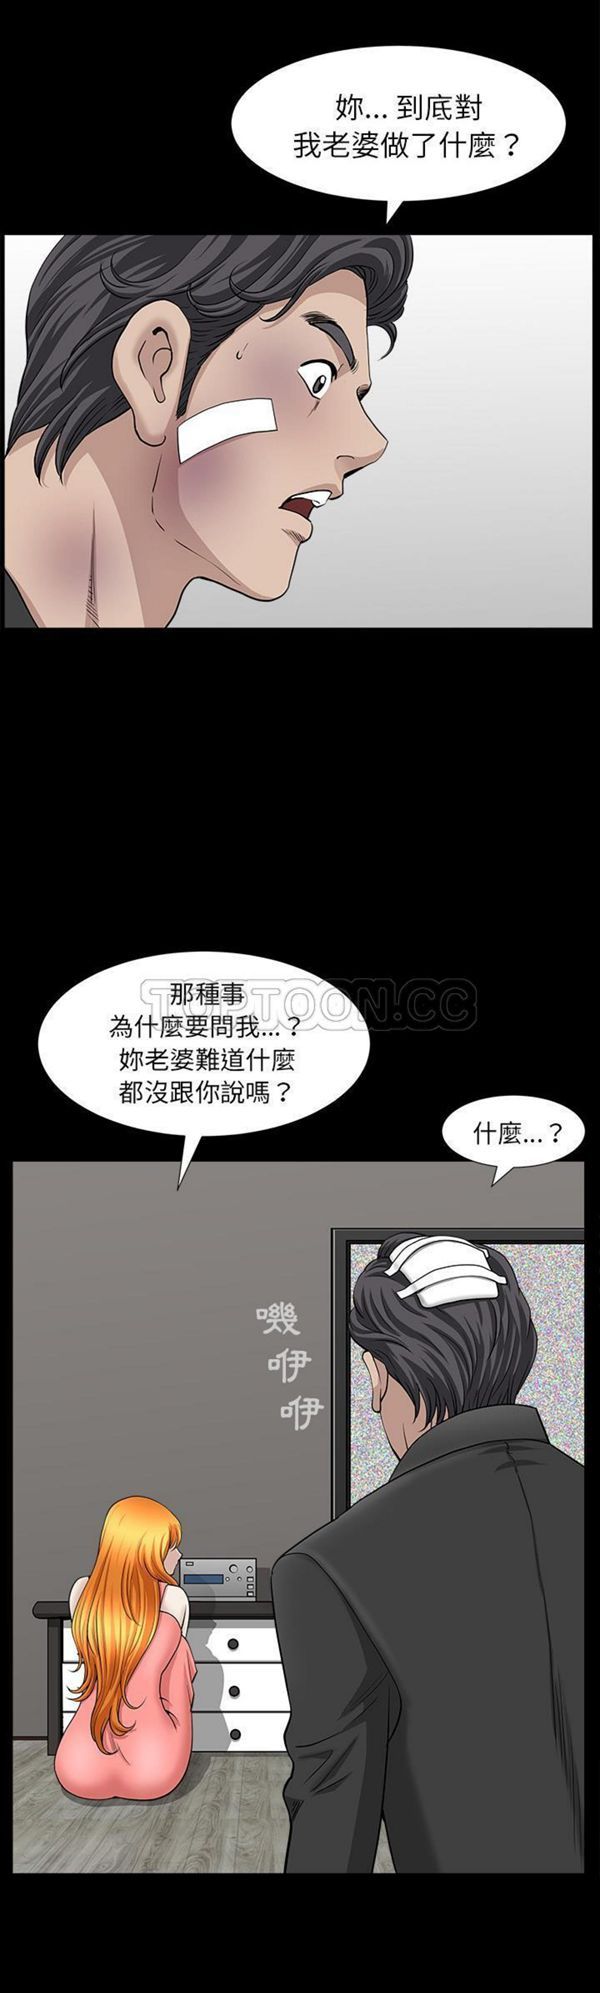 妳... 到底對
我老婆做了什麼？
TOPTOON.CC
那種事
為什麼要問我...？
妳老婆難道什麼
都沒跟你說嗎？
什麼...？
嘰
咿
咿